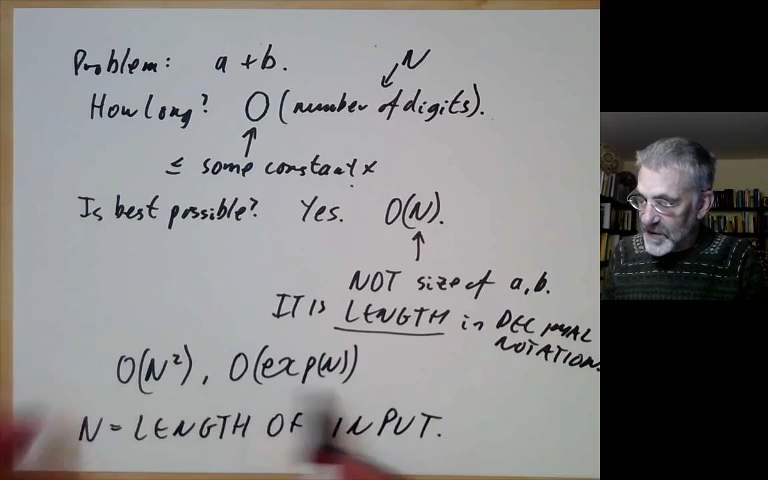 Problem: a + b.
N
How long? O (number of digits).
≤ some constant ×
Is best possible? Yes. O(N).
NOT size of a, b.
IT IS LENGTH in DECIMAL
NOTATION
O(N²), O(exp(N))
N = LENGTH OF INPUT.